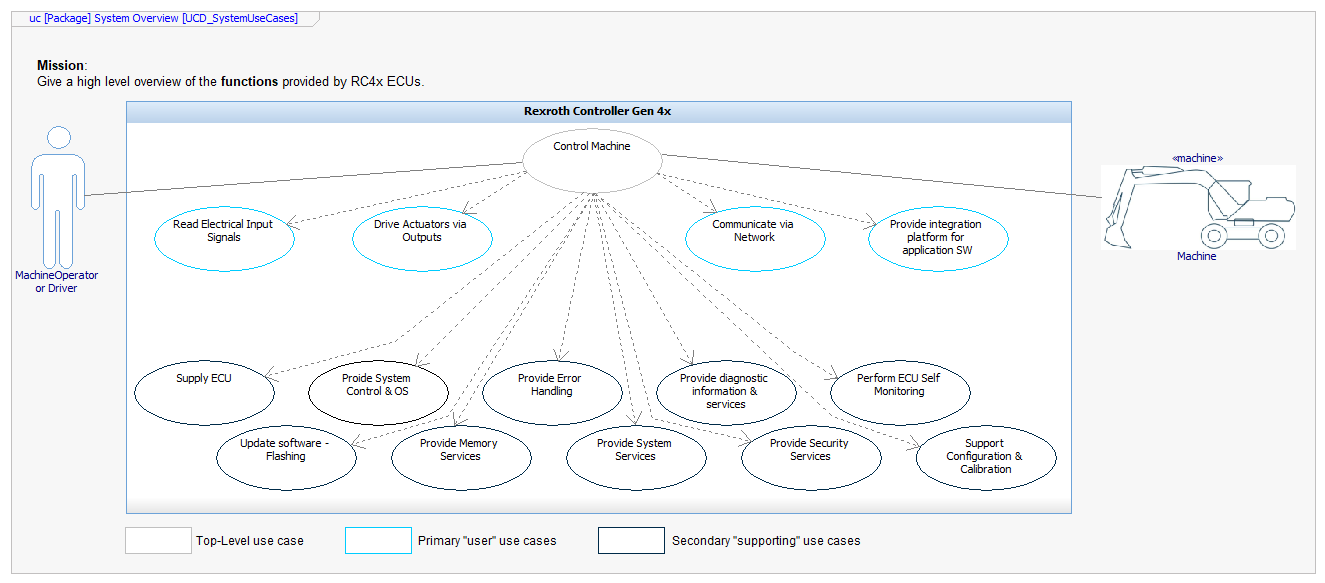 uc [Package] System Overview [UCD_SystemUseCases]
Mission:
Give a high level overview of the functions provided by RC4x ECUs.
Rexroth Controller Gen 4x
Control Machine
«machine»
Read Electrical Input
Signals
Drive Actuators via
Outputs
Communicate via
Network
Provide integration
platform for
application SW
Machine
MachineOperator
or Driver
Supply ECU
Proide System
Control & OS
Provide Error
Handling
Provide diagnostic
information &
services
Perform ECU Self
Monitoring
Update software -
Flashing
Provide Memory
Services
Provide System
Services
Provide Security
Services
Support
Configuration &
Calibration
Top-Level use case
Primary "user" use cases
Secondary "supporting" use cases